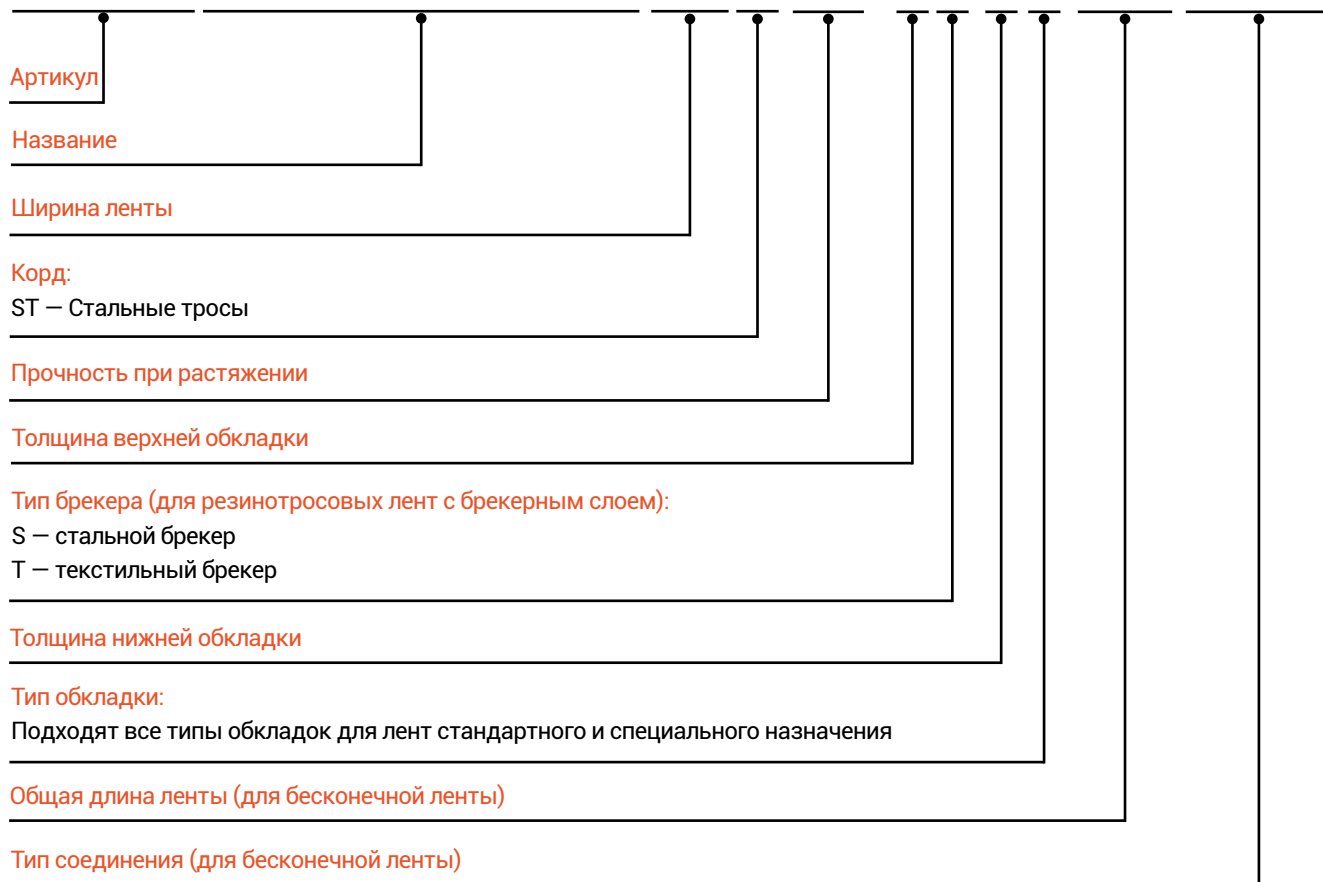 Артикул
Название
Ширина ленты
Корд:
ST — Стальные тросы
Прочность при растяжении
Толщина верхней обкладки
Тип брекера (для резинотросовых лент с брекерным слоем):
S — стальной брекер
T — текстильный брекер
Толщина нижней обкладки
Тип обкладки:
Подходят все типы обкладок для лент стандартного и специального назначения
Общая длина ленты (для бесконечной ленты)
Тип соединения (для бесконечной ленты)